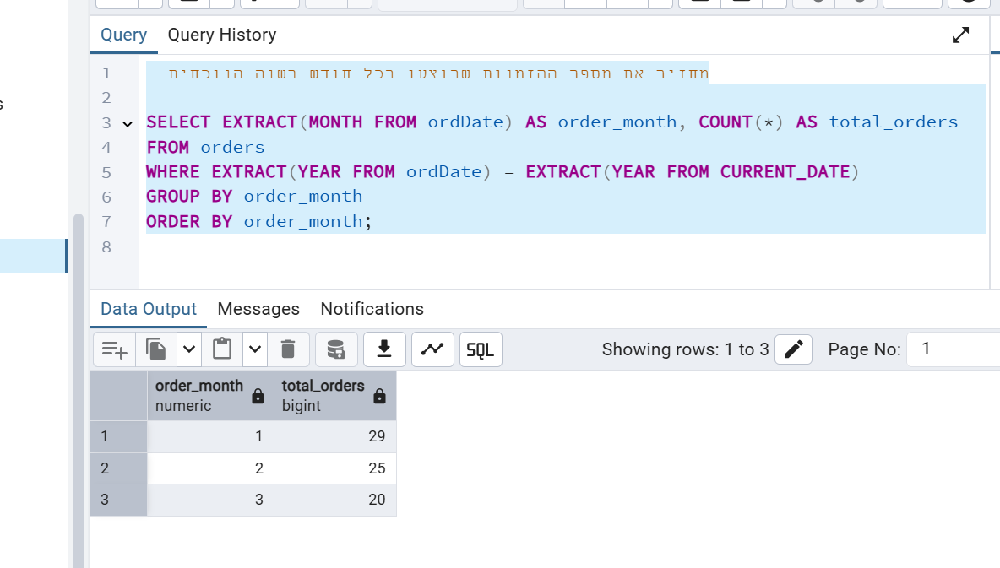 Query Query History
1 --מחזיר את מספר ההזמנות שבוצעו בכל חודש בשנה הנוכחית
2
3 SELECT EXTRACT(MONTH FROM ordDate) AS order_month, COUNT(*) AS total_orders
4 FROM orders
5 WHERE EXTRACT(YEAR FROM ordDate) = EXTRACT(YEAR FROM CURRENT_DATE)
6 GROUP BY order_month
7 ORDER BY order_month;
8
Data Output Messages Notifications
SQL Showing rows: 1 to 3 Page No: 1
order_month total_orders
numeric bigint
1 1 29
2 2 25
3 3 20